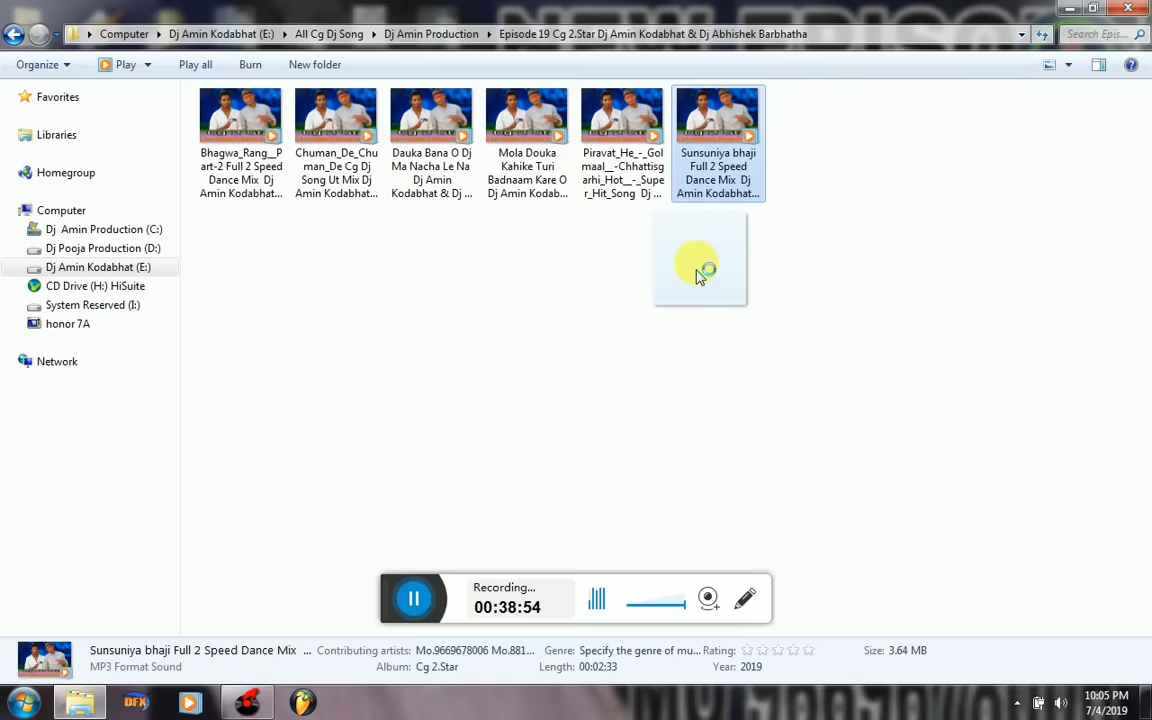 Computer ▸ Dj Amin Kodabhat (E:) ▸ All Cg Dj Song ▸ Dj Amin Production ▸ Episode 19 Cg 2.Star Dj Amin Kodabhat & Dj Abhishek Barbhatha
Search Epis...
Organize Play Play all Burn New folder
Favorites
Libraries
Homegroup
Computer
Dj Amin Production (C:)
Dj Pooja Production (D:)
Dj Amin Kodabhat (E:)
CD Drive (H:) HiSuite
System Reserved (I:)
honor 7A
Network
Bhagwa_Rang__P
art-2 Full 2 Speed
Dance Mix Dj
Amin Kodabhat...
Chuman_De_Chu
man_De Cg Dj
Song Ut Mix Dj
Amin Kodabhat...
Dauka Bana O Dj
Ma Nacha Le Na
Dj Amin
Kodabhat & Dj ...
Mola Douka
Kahike Turi
Badnaam Kare O
Dj Amin Kodab...
Piravat_He_-_Gol
maal__-Chhattisg
arhi_Hot__-_Supe
r_Hit_Song Dj ...
Sunsuniya bhaji
Full 2 Speed
Dance Mix Dj
Amin Kodabhat...
Recording...
00:38:54
Sunsuniya bhaji Full 2 Speed Dance Mix ... Contributing artists: Mo.9669678006 Mo.881... Genre: Specify the genre of mu... Rating: Size: 3.64 MB
MP3 Format Sound Album: Cg 2.Star Length: 00:02:33 Year: 2019
DFX
10:05 PM
7/4/2019